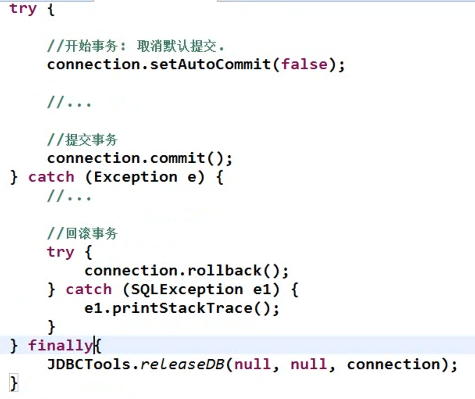 try {
//开始事务: 取消默认提交.
connection.setAutoCommit(false);
//...
//提交事务
connection.commit();
} catch (Exception e) {
//...
//回滚事务
try {
connection.rollback();
} catch (SQLException e1) {
e1.printStackTrace();
}
} finally{
JDBCTools.releaseDB(null, null, connection);
}